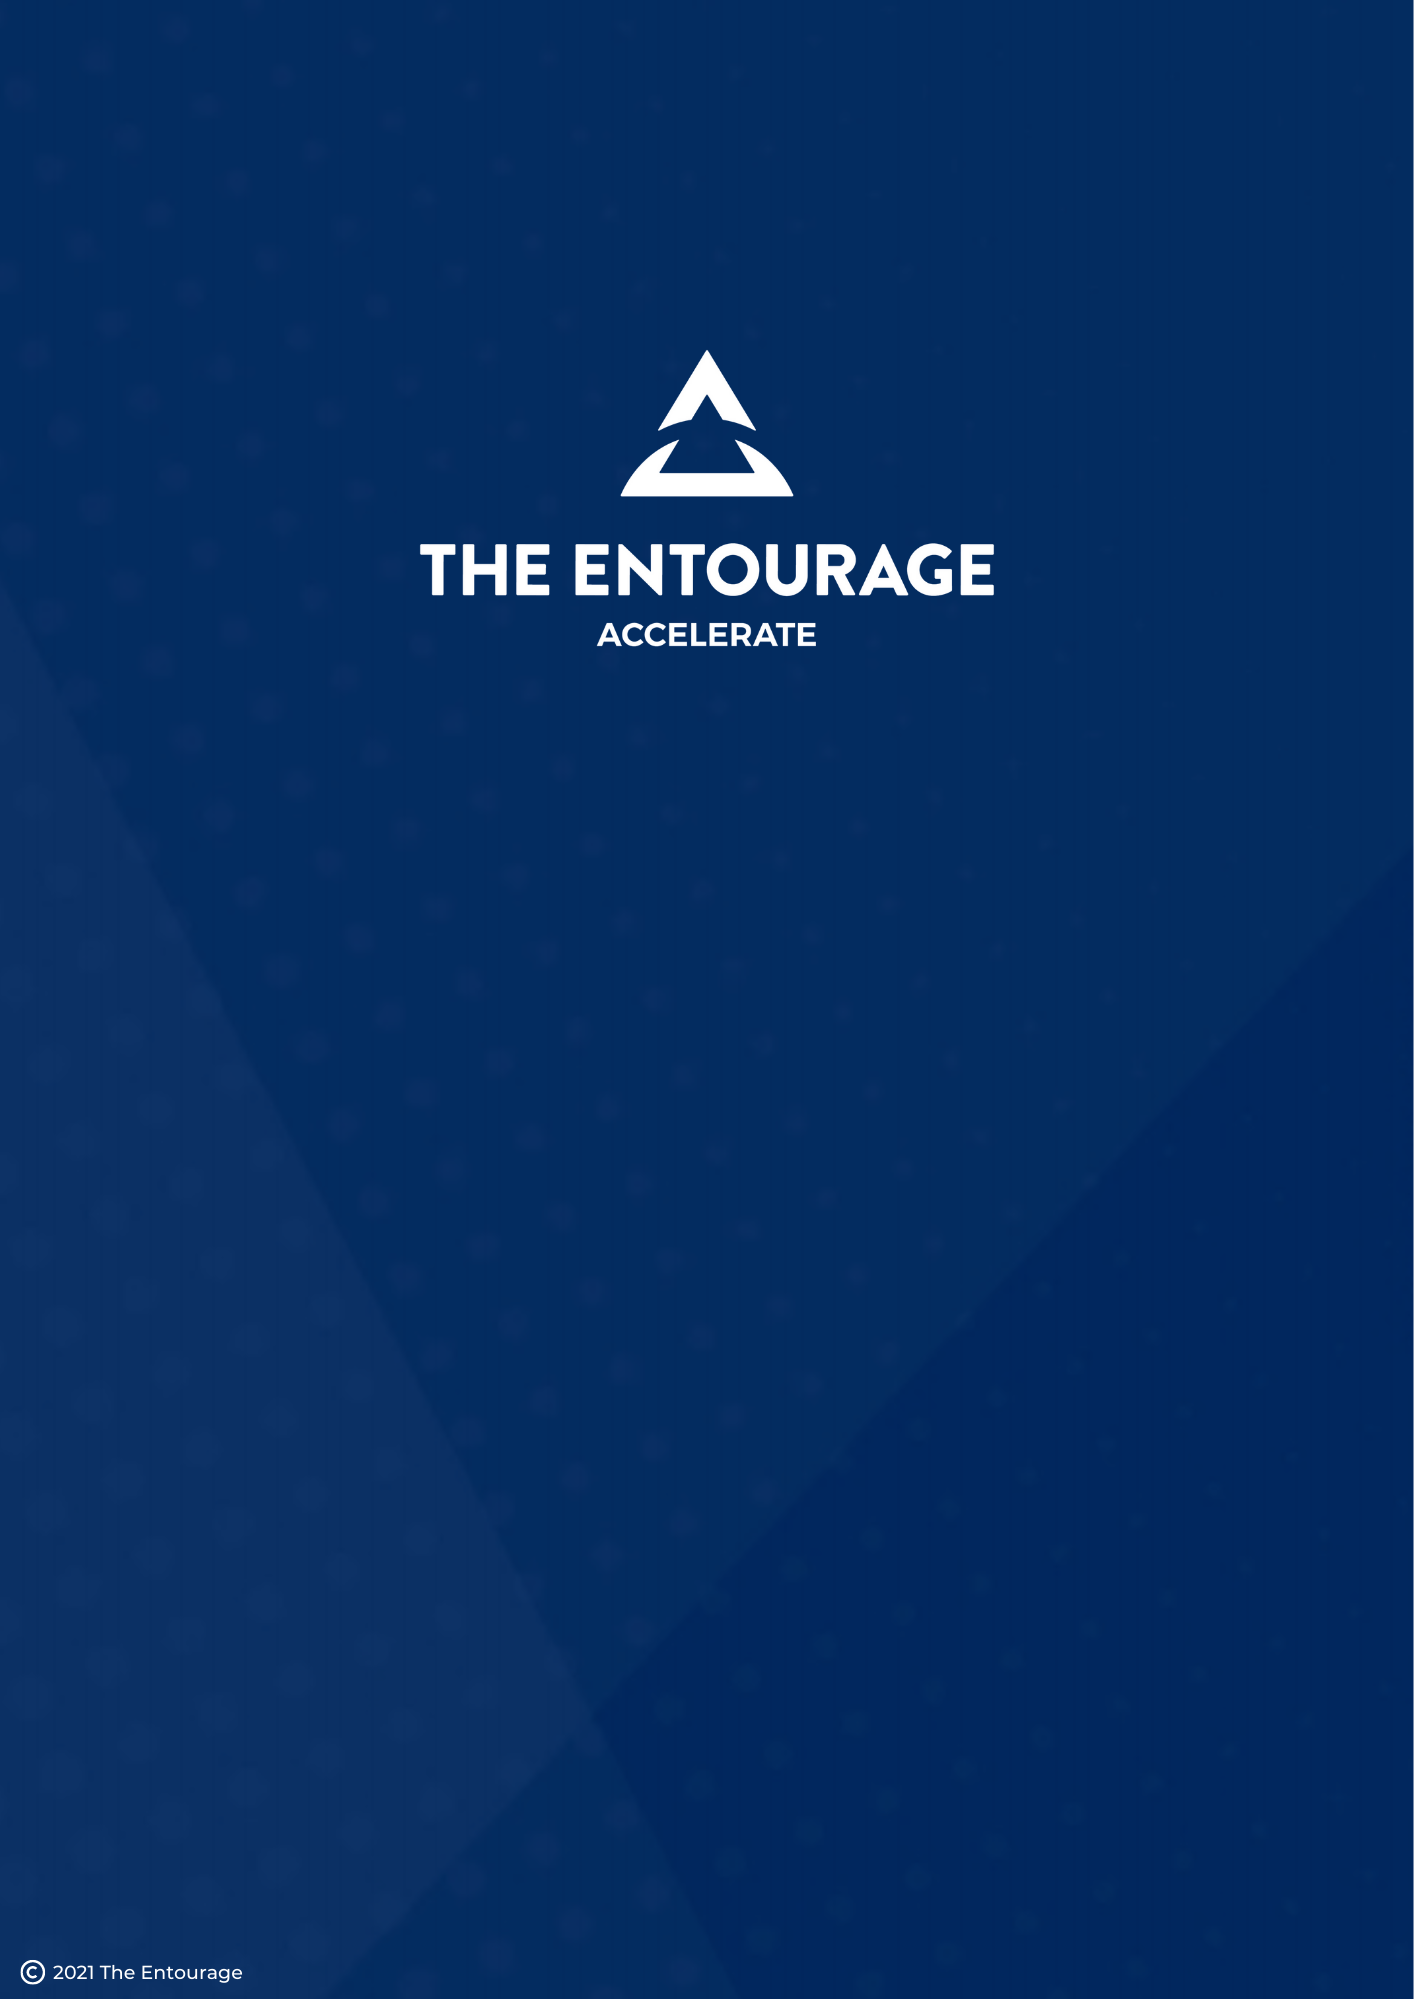 THE ENTOURAGE
ACCELERATE
© 2021 The Entourage